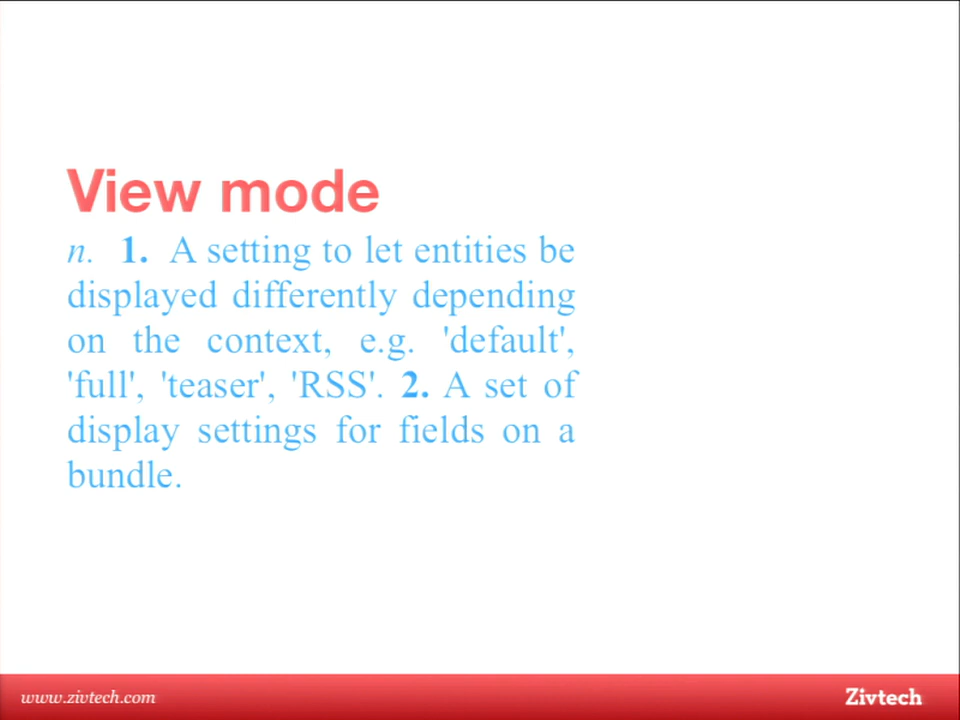 View mode
n. 1. A setting to let entities be
displayed differently depending
on the context, e.g. 'default',
'full', 'teaser', 'RSS'. 2. A set of
display settings for fields on a
bundle.
www.zivtech.com
Zivtech